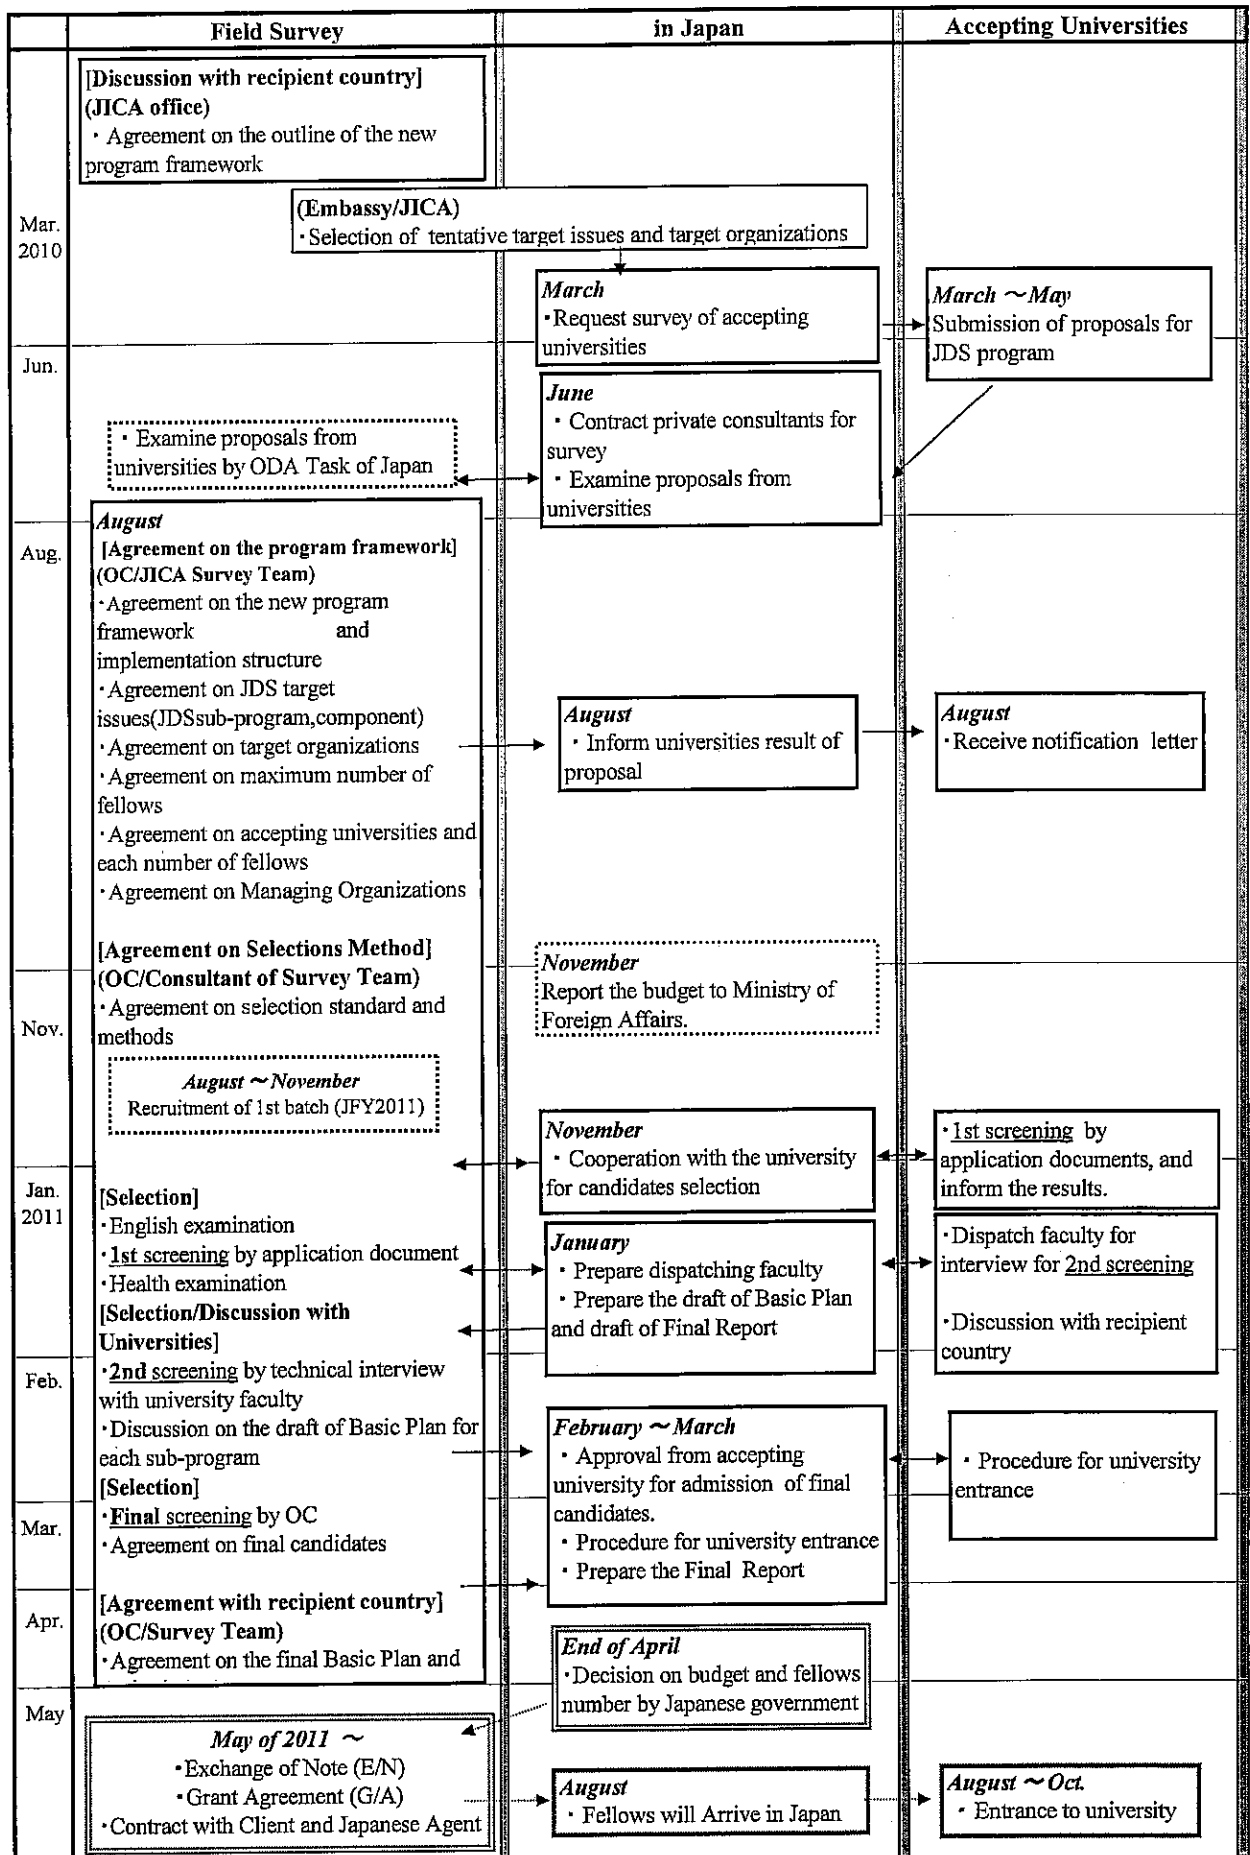 Field Survey
in Japan
Accepting Universities
[Discussion with recipient country]
(JICA office)
・Agreement on the outline of the new
program framework
Mar.
2010
(Embassy/JICA)
・Selection of tentative target issues and target organizations
March
・Request survey of accepting
universities
March ～May
Submission of proposals for
JDS program
Jun.
June
・Contract private consultants for
survey
・Examine proposals from
universities
・Examine proposals from
universities by ODA Task of Japan
Aug.
August
[Agreement on the program framework]
(OC/JICA Survey Team)
・Agreement on the new program
framework and
implementation structure
・Agreement on JDS target
issues(JDSsub-program,component)
・Agreement on target organizations
・Agreement on maximum number of
fellows
・Agreement on accepting universities and
each number of fellows
・Agreement on Managing Organizations
August
・Inform universities result of
proposal
August
・Receive notification letter
[Agreement on Selections Method]
(OC/Consultant of Survey Team)
・Agreement on selection standard and
methods
Nov.
November
Report the budget to Ministry of
Foreign Affairs.
August ～November
Recruitment of 1st batch (JFY2011)
November
・Cooperation with the university
for candidates selection
・1st screening by
application documents, and
inform the results.
Jan.
2011
[Selection]
・English examination
・1st screening by application document
・Health examination
[Selection/Discussion with
Universities]
・2nd screening by technical interview
with university faculty
・Discussion on the draft of Basic Plan for
each sub-program
[Selection]
・Final screening by OC
・Agreement on final candidates
January
・Prepare dispatching faculty
・Prepare the draft of Basic Plan
and draft of Final Report
・Dispatch faculty for
interview for 2nd screening
・Discussion with recipient
country
Feb.
February ～March
・Approval from accepting
university for admission of final
candidates.
・Procedure for university entrance
・Prepare the Final Report
・Procedure for university
entrance
Mar.
Apr.
[Agreement with recipient country]
(OC/Survey Team)
・Agreement on the final Basic Plan and
End of April
・Decision on budget and fellows
number by Japanese government
May
May of 2011 ～
・Exchange of Note (E/N)
・Grant Agreement (G/A)
・Contract with Client and Japanese Agent
August
・Fellows will Arrive in Japan
August ～Oct.
・Entrance to university